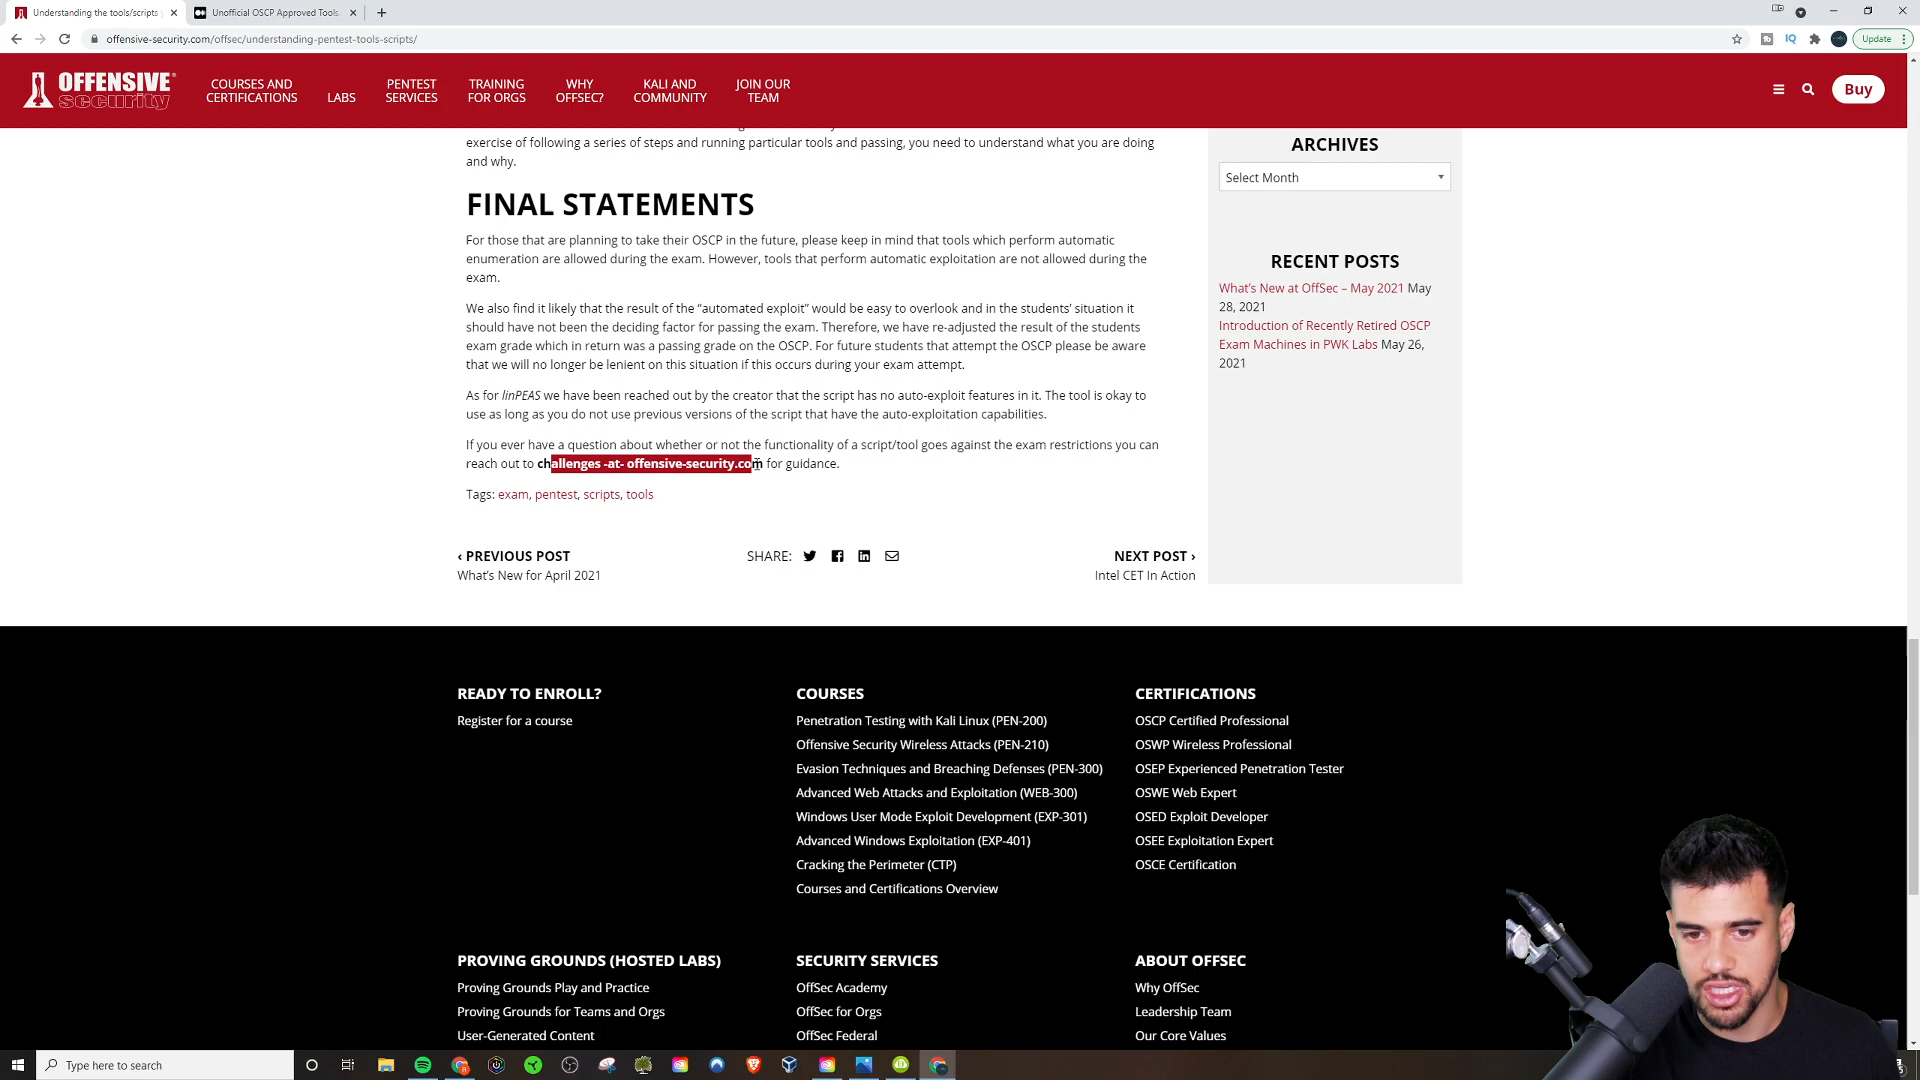 Understanding the tools/scripts
Unofficial OSCP Approved Tools
offensive-security.com/offsec/understanding-pentest-tools-scripts/
Update
OFFENSIVE
security
COURSES AND
CERTIFICATIONS
LABS
PENTEST
SERVICES
TRAINING
FOR ORGS
WHY
OFFSEC?
KALI AND
COMMUNITY
JOIN OUR
TEAM
Buy
exercise of following a series of steps and running particular tools and passing, you need to understand what you are doing
and why.
FINAL STATEMENTS
For those that are planning to take their OSCP in the future, please keep in mind that tools which perform automatic
enumeration are allowed during the exam. However, tools that perform automatic exploitation are not allowed during the
exam.
We also find it likely that the result of the “automated exploit” would be easy to overlook and in the students’ situation it
should have not been the deciding factor for passing the exam. Therefore, we have re-adjusted the result of the students
exam grade which in return was a passing grade on the OSCP. For future students that attempt the OSCP please be aware
that we will no longer be lenient on this situation if this occurs during your exam attempt.
As for linPEAS we have been reached out by the creator that the script has no auto-exploit features in it. The tool is okay to
use as long as you do not use previous versions of the script that have the auto-exploitation capabilities.
If you ever have a question about whether or not the functionality of a script/tool goes against the exam restrictions you can
reach out to challenges -at- offensive-security.com for guidance.
Tags: exam, pentest, scripts, tools
‹ PREVIOUS POST
What's New for April 2021
SHARE:
NEXT POST ›
Intel CET In Action
ARCHIVES
Select Month
RECENT POSTS
What's New at OffSec – May 2021 May
28, 2021
Introduction of Recently Retired OSCP
Exam Machines in PWK Labs May 26,
2021
READY TO ENROLL?
Register for a course
COURSES
Penetration Testing with Kali Linux (PEN-200)
Offensive Security Wireless Attacks (PEN-210)
Evasion Techniques and Breaching Defenses (PEN-300)
Advanced Web Attacks and Exploitation (WEB-300)
Windows User Mode Exploit Development (EXP-301)
Advanced Windows Exploitation (EXP-401)
Cracking the Perimeter (CTP)
Courses and Certifications Overview
CERTIFICATIONS
OSCP Certified Professional
OSWP Wireless Professional
OSEP Experienced Penetration Tester
OSWE Web Expert
OSED Exploit Developer
OSEE Exploitation Expert
OSCE Certification
PROVING GROUNDS (HOSTED LABS)
Proving Grounds Play and Practice
Proving Grounds for Teams and Orgs
User-Generated Content
SECURITY SERVICES
OffSec Academy
OffSec for Orgs
OffSec Federal
ABOUT OFFSEC
Why OffSec
Leadership Team
Our Core Values
Type here to search